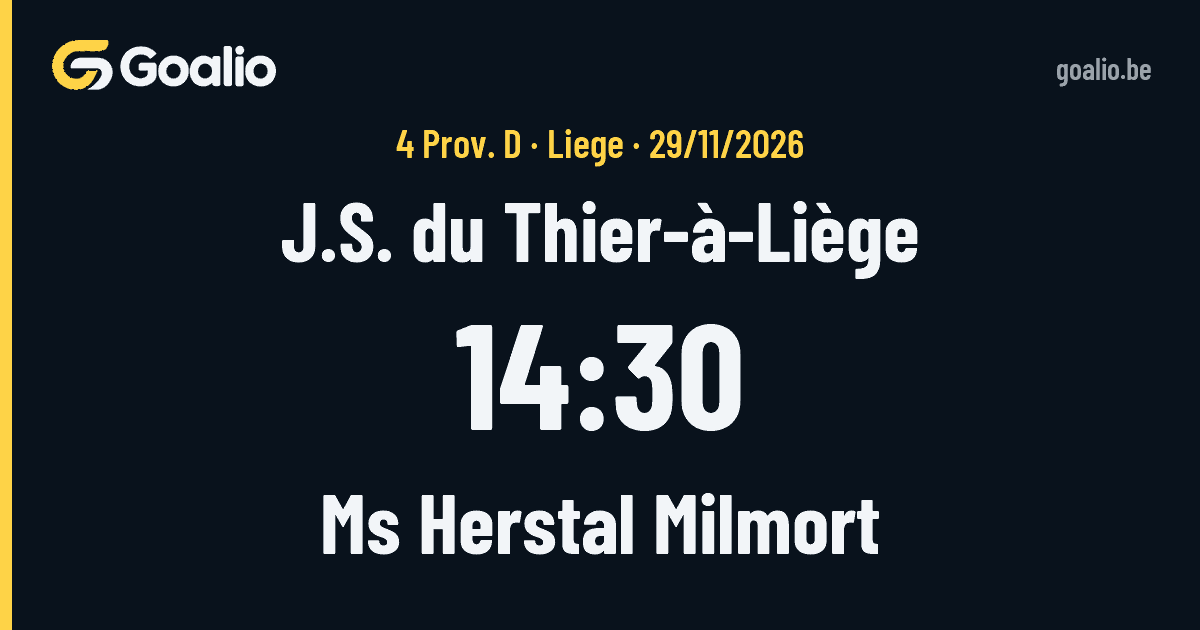 Goalio
goalio.be
4 Prov. D · Liege · 29/11/2026
J.S. du Thier-à-Liège
14:30
Ms Herstal Milmort